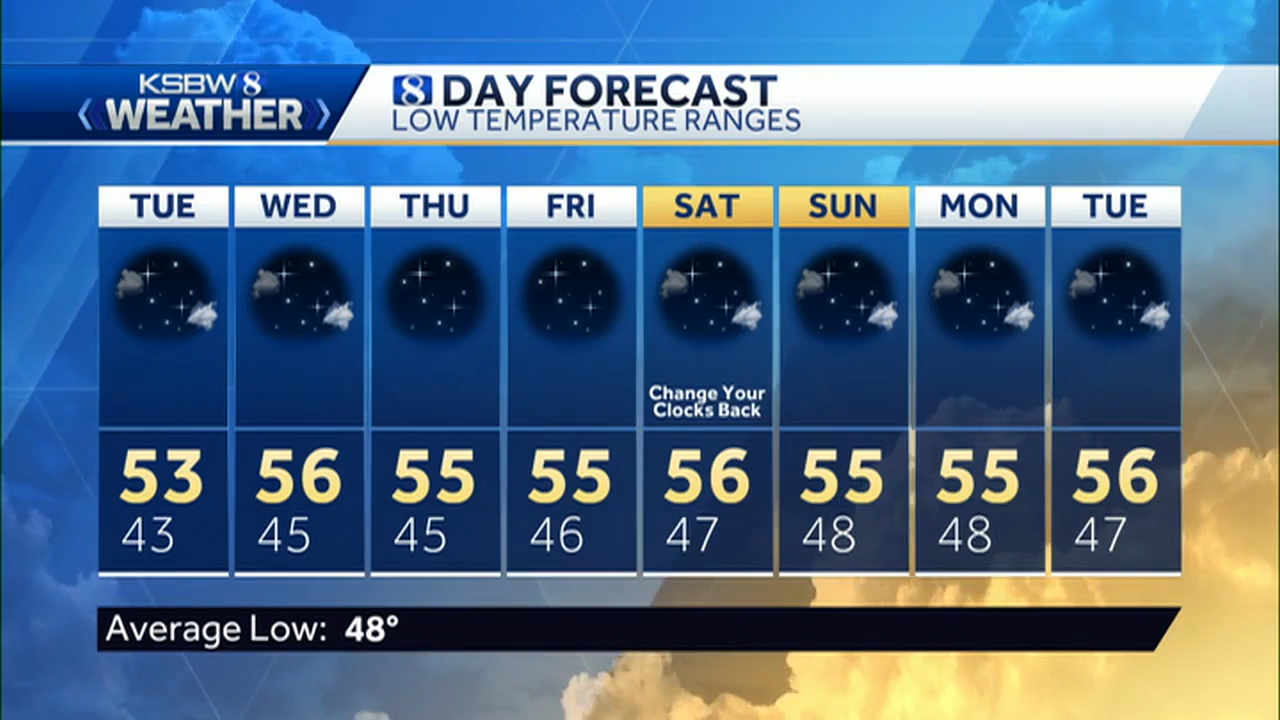 KSBW 8
WEATHER
8 DAY FORECAST
LOW TEMPERATURE RANGES
TUE WED THU FRI SAT SUN MON TUE
Change Your
Clocks Back
53 56 55 55 56 55 55 56
43 45 45 46 47 48 48 47
Average Low: 48°